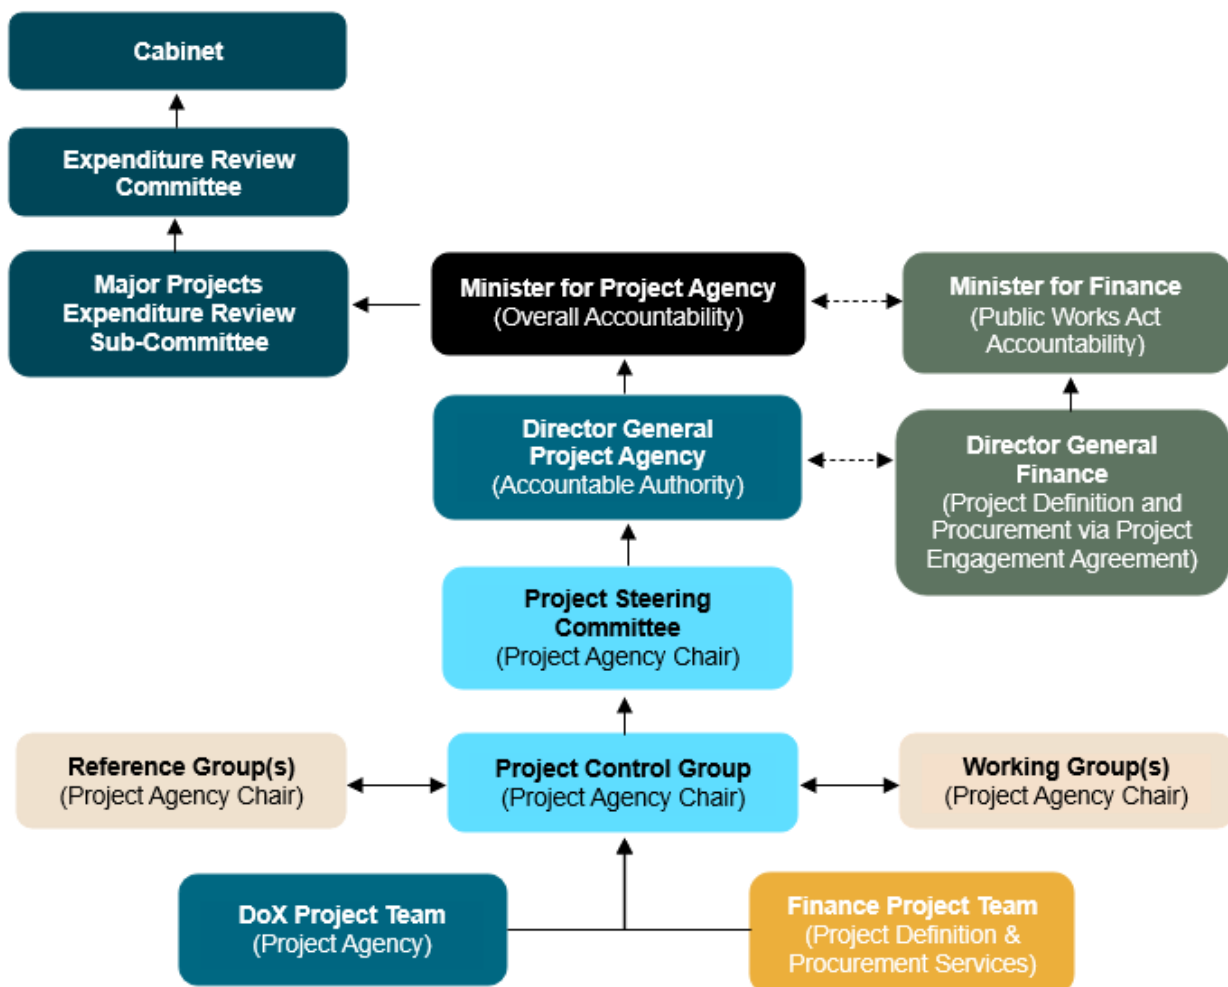 Cabinet
Expenditure Review
Committee
Major Projects
Expenditure Review
Sub-Committee
Minister for Project Agency
(Overall Accountability)
Minister for Finance
(Public Works Act
Accountability)
Director General
Project Agency
(Accountable Authority)
Director General
Finance
(Project Definition and
Procurement via Project
Engagement Agreement)
Project Steering
Committee
(Project Agency Chair)
Reference Group(s)
(Project Agency Chair)
Project Control Group
(Project Agency Chair)
Working Group(s)
(Project Agency Chair)
DoX Project Team
(Project Agency)
Finance Project Team
(Project Definition &
Procurement Services)